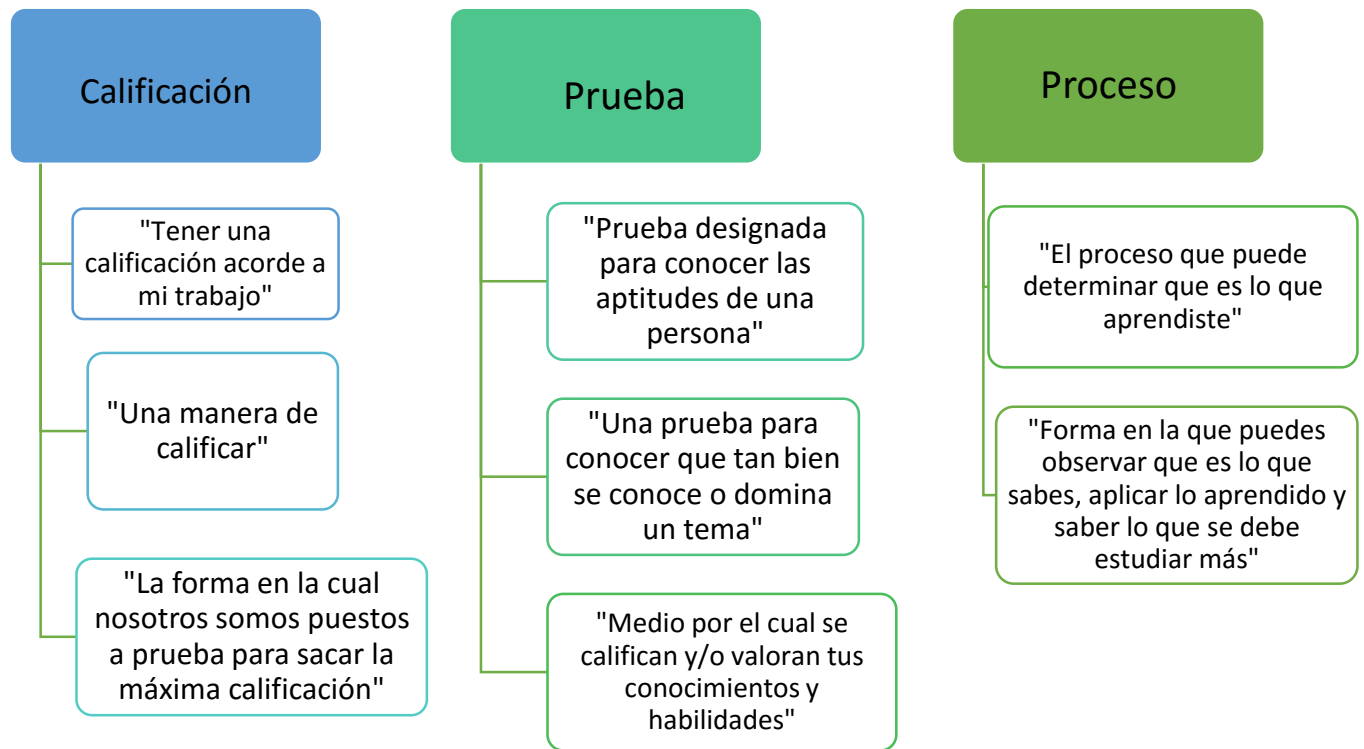 Calificación
"Tener una
calificación acorde a
mi trabajo"
"Una manera de
calificar"
"La forma en la cual
nosotros somos puestos
a prueba para sacar la
máxima calificación"
Prueba
"Prueba designada
para conocer las
aptitudes de una
persona"
"Una prueba para
conocer que tan bien
se conoce o domina
un tema"
"Medio por el cual se
califican y/o valoran tus
conocimientos y
habilidades"
Proceso
"El proceso que puede
determinar que es lo que
aprendiste"
"Forma en la que puedes
observar que es lo que
sabes, aplicar lo aprendido y
saber lo que se debe
estudiar más"